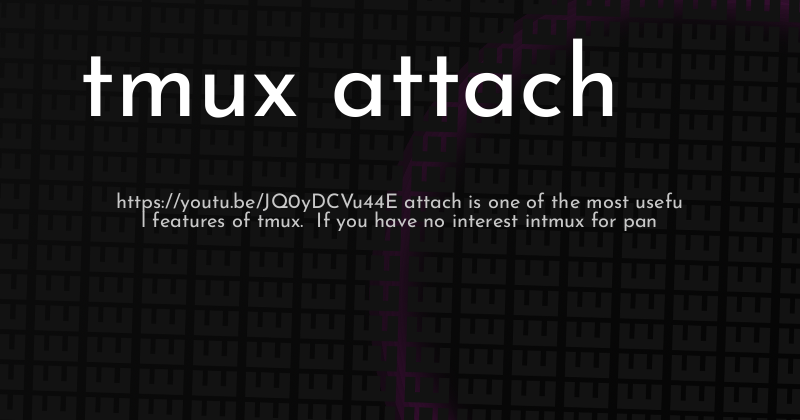 tmux attach
https://youtu.be/JQ0yDCVu44E attach is one of the most usefu
l features of tmux.  If you have no interest intmux for pan